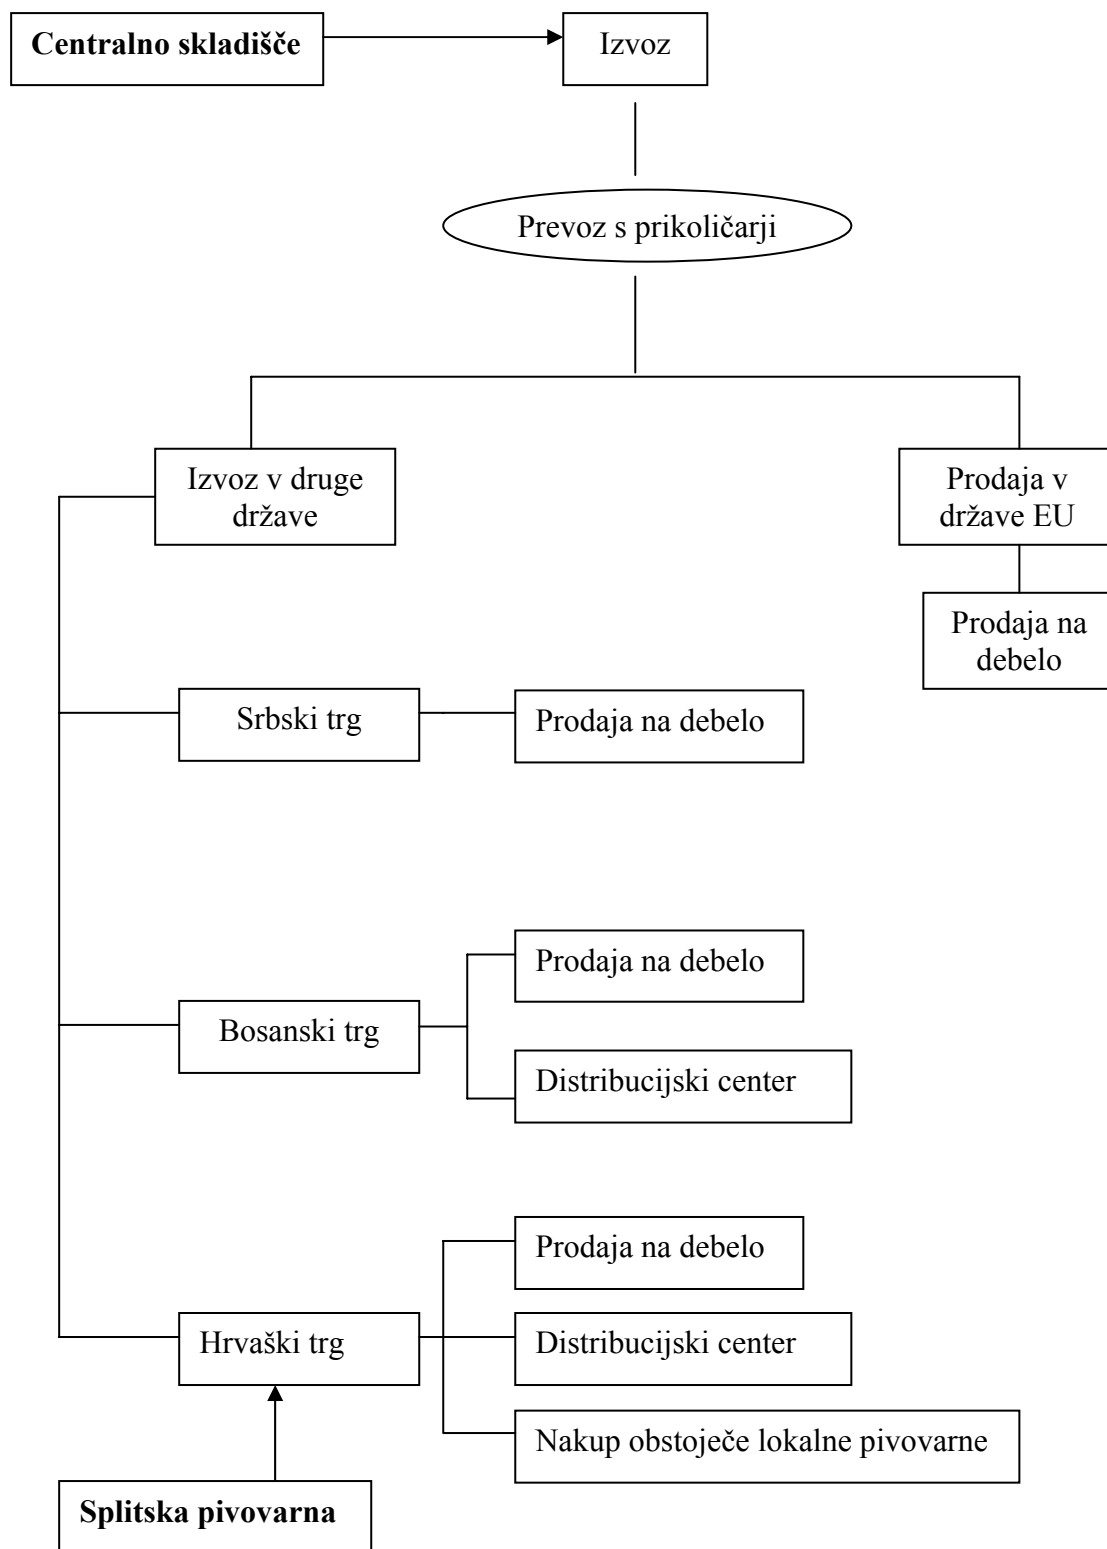 Centralno skladišče
Izvoz
Prevoz s prikoličarji
Izvoz v druge
države
Prodaja v
države EU
Prodaja na
debelo
Srbski trg
Prodaja na debelo
Prodaja na debelo
Bosanski trg
Distribucijski center
Prodaja na debelo
Hrvaški trg
Distribucijski center
Nakup obstoječe lokalne pivovarne
Splitska pivovarna